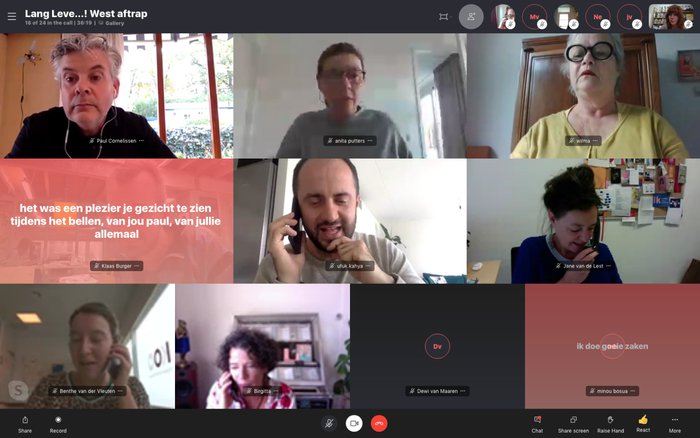 Lang Leve...! West aftrap
16 of 24 in the call | 36:19 | Gallery
Mv
Ne
jv
Paul Cornelissen
anita putters
wilma
het was een plezier je gezicht te zien
tijdens het bellen, van jou paul, van jullie
allemaal
Klaas Burger
ufuk kahya
Jane van de Lest
Dv
ik doe goeie zaken
Benthe van der Vleuten
Birgitta
Dewi van Maaren
minou bosua
S
Share
Record
Chat
Share screen
Raise Hand
React
More